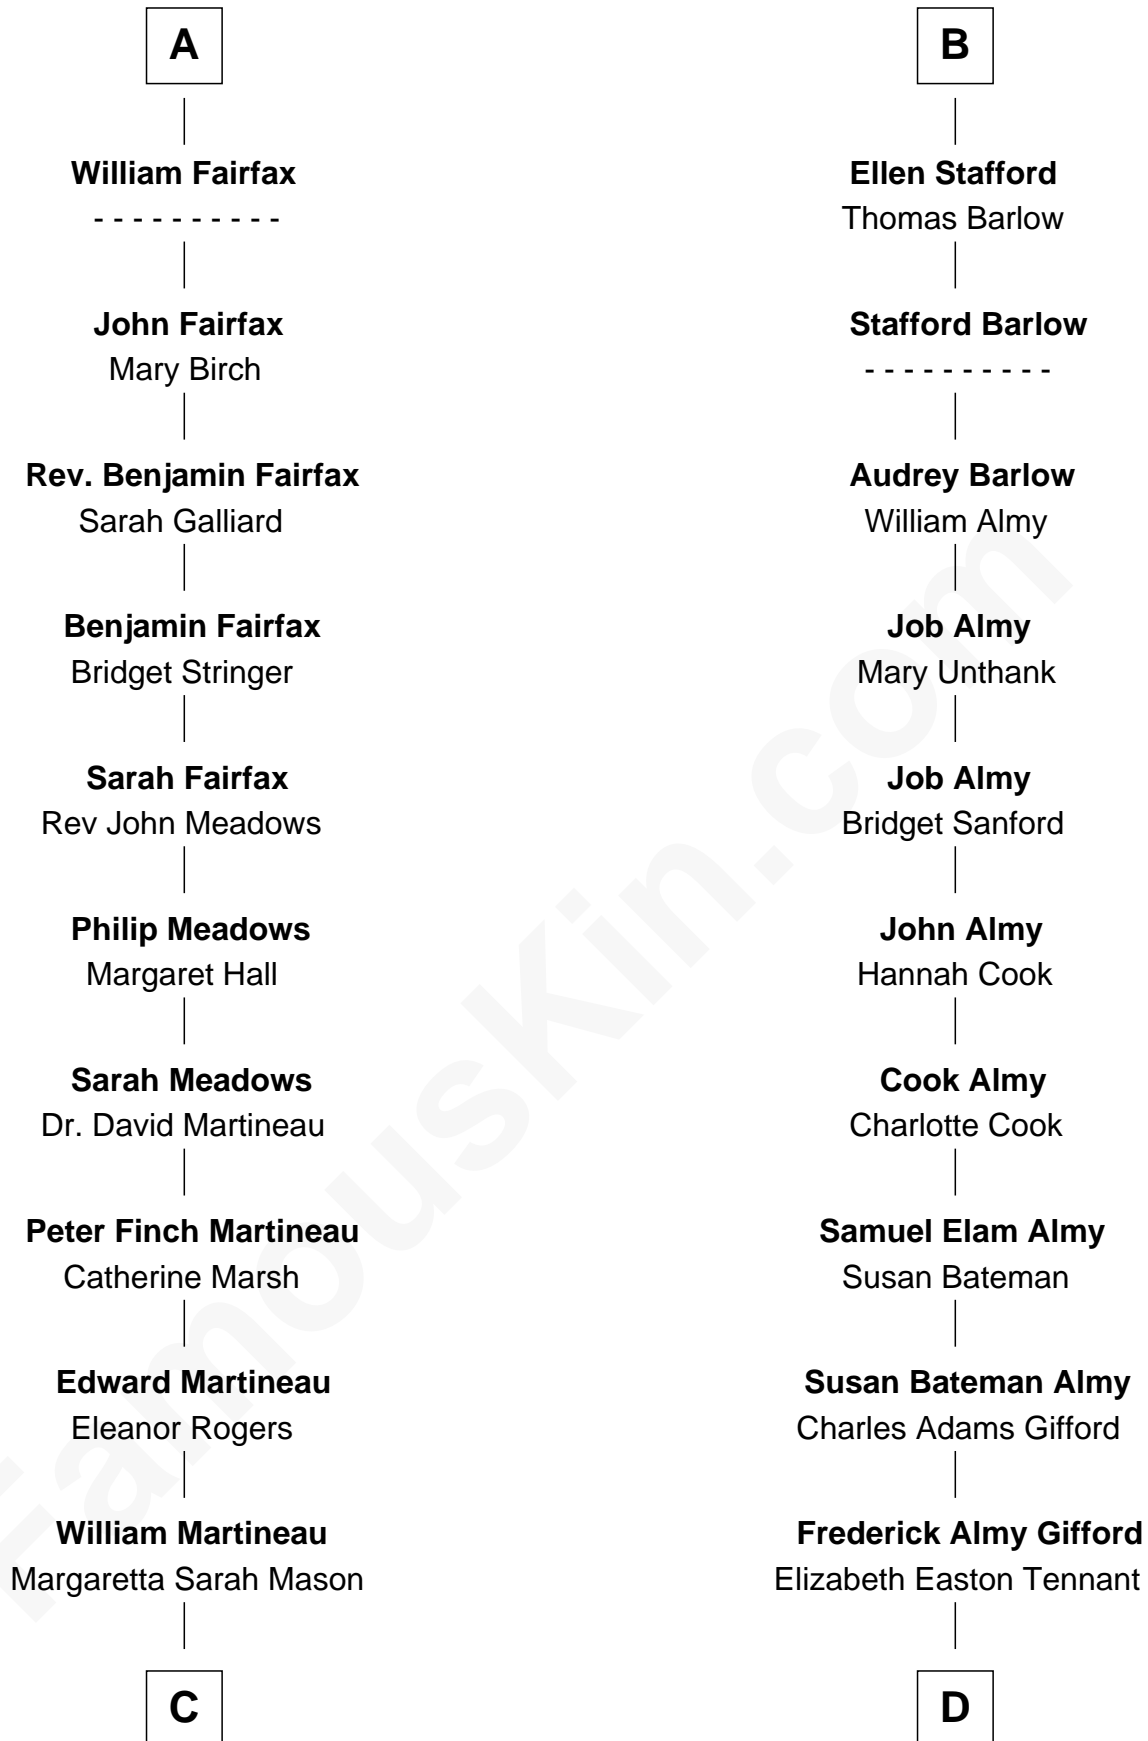 A
William Fairfax
- - - - - - - - - -
John Fairfax
Mary Birch
Rev. Benjamin Fairfax
Sarah Galliard
Benjamin Fairfax
Bridget Stringer
Sarah Fairfax
Rev John Meadows
Philip Meadows
Margaret Hall
Sarah Meadows
Dr. David Martineau
Peter Finch Martineau
Catherine Marsh
Edward Martineau
Eleanor Rogers
William Martineau
Margaretta Sarah Mason
C
B
Ellen Stafford
Thomas Barlow
Stafford Barlow
- - - - - - - - - -
Audrey Barlow
William Almy
Job Almy
Mary Unthank
Job Almy
Bridget Sanford
John Almy
Hannah Cook
Cook Almy
Charlotte Cook
Samuel Elam Almy
Susan Bateman
Susan Bateman Almy
Charles Adams Gifford
Frederick Almy Gifford
Elizabeth Easton Tennant
D
FamousKin.com